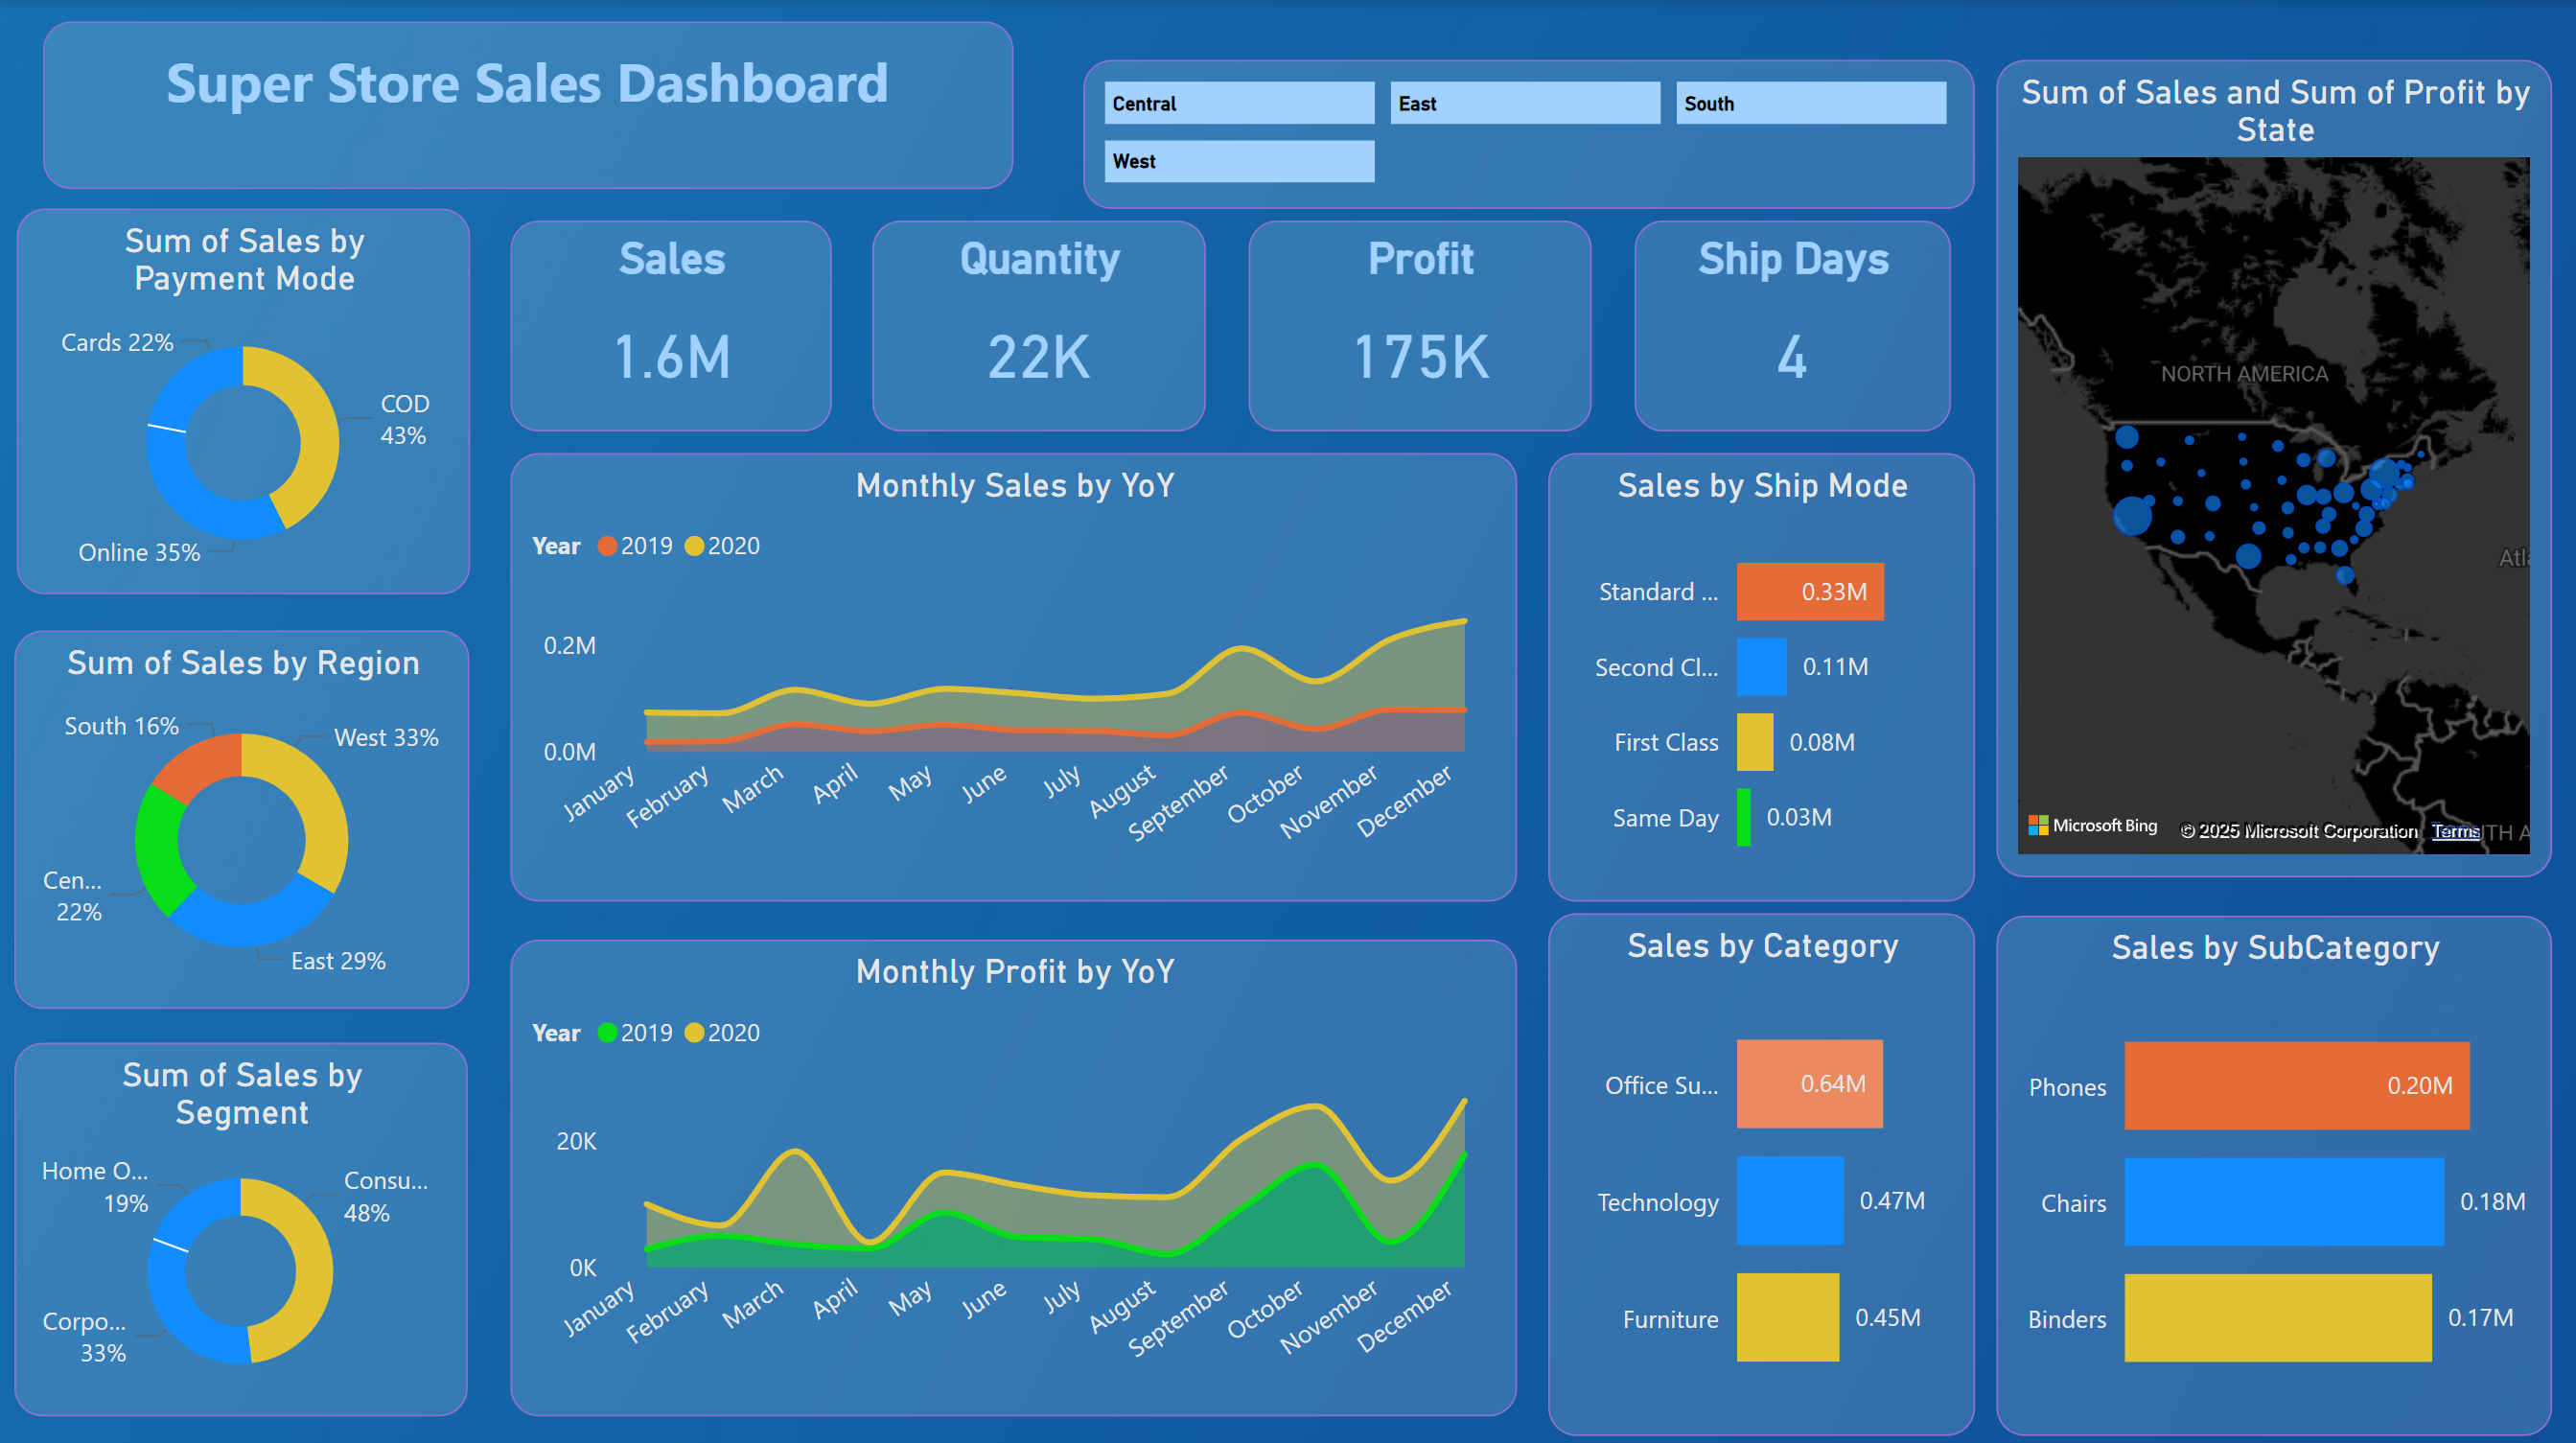 Super Store Sales Dashboard
Central
East
South
West
Sum of Sales by
Payment Mode
Cards 22%
COD
43%
Online 35%
Sum of Sales by Region
South 16%
West 33%
Cen...
22%
East 29%
Sum of Sales by
Segment
Home O...
19%
Consu...
48%
Corpo...
33%
Sales
1.6M
Quantity
22K
Profit
175K
Ship Days
4
Monthly Sales by YoY
Year 2019 2020
0.2M
0.0M
January
February
March
April
May
June
July
August
September
October
November
December
Monthly Profit by YoY
Year 2019 2020
20K
0K
January
February
March
April
May
June
July
August
September
October
November
December
Sales by Ship Mode
Standard ... 0.33M
Second Cl... 0.11M
First Class 0.08M
Same Day 0.03M
Sales by Category
Office Su... 0.64M
Technology 0.47M
Furniture 0.45M
Sum of Sales and Sum of Profit by
State
NORTH AMERICA
Atl
Microsoft Bing © 2025 Microsoft Corporation Terms
Sales by SubCategory
Phones 0.20M
Chairs 0.18M
Binders 0.17M